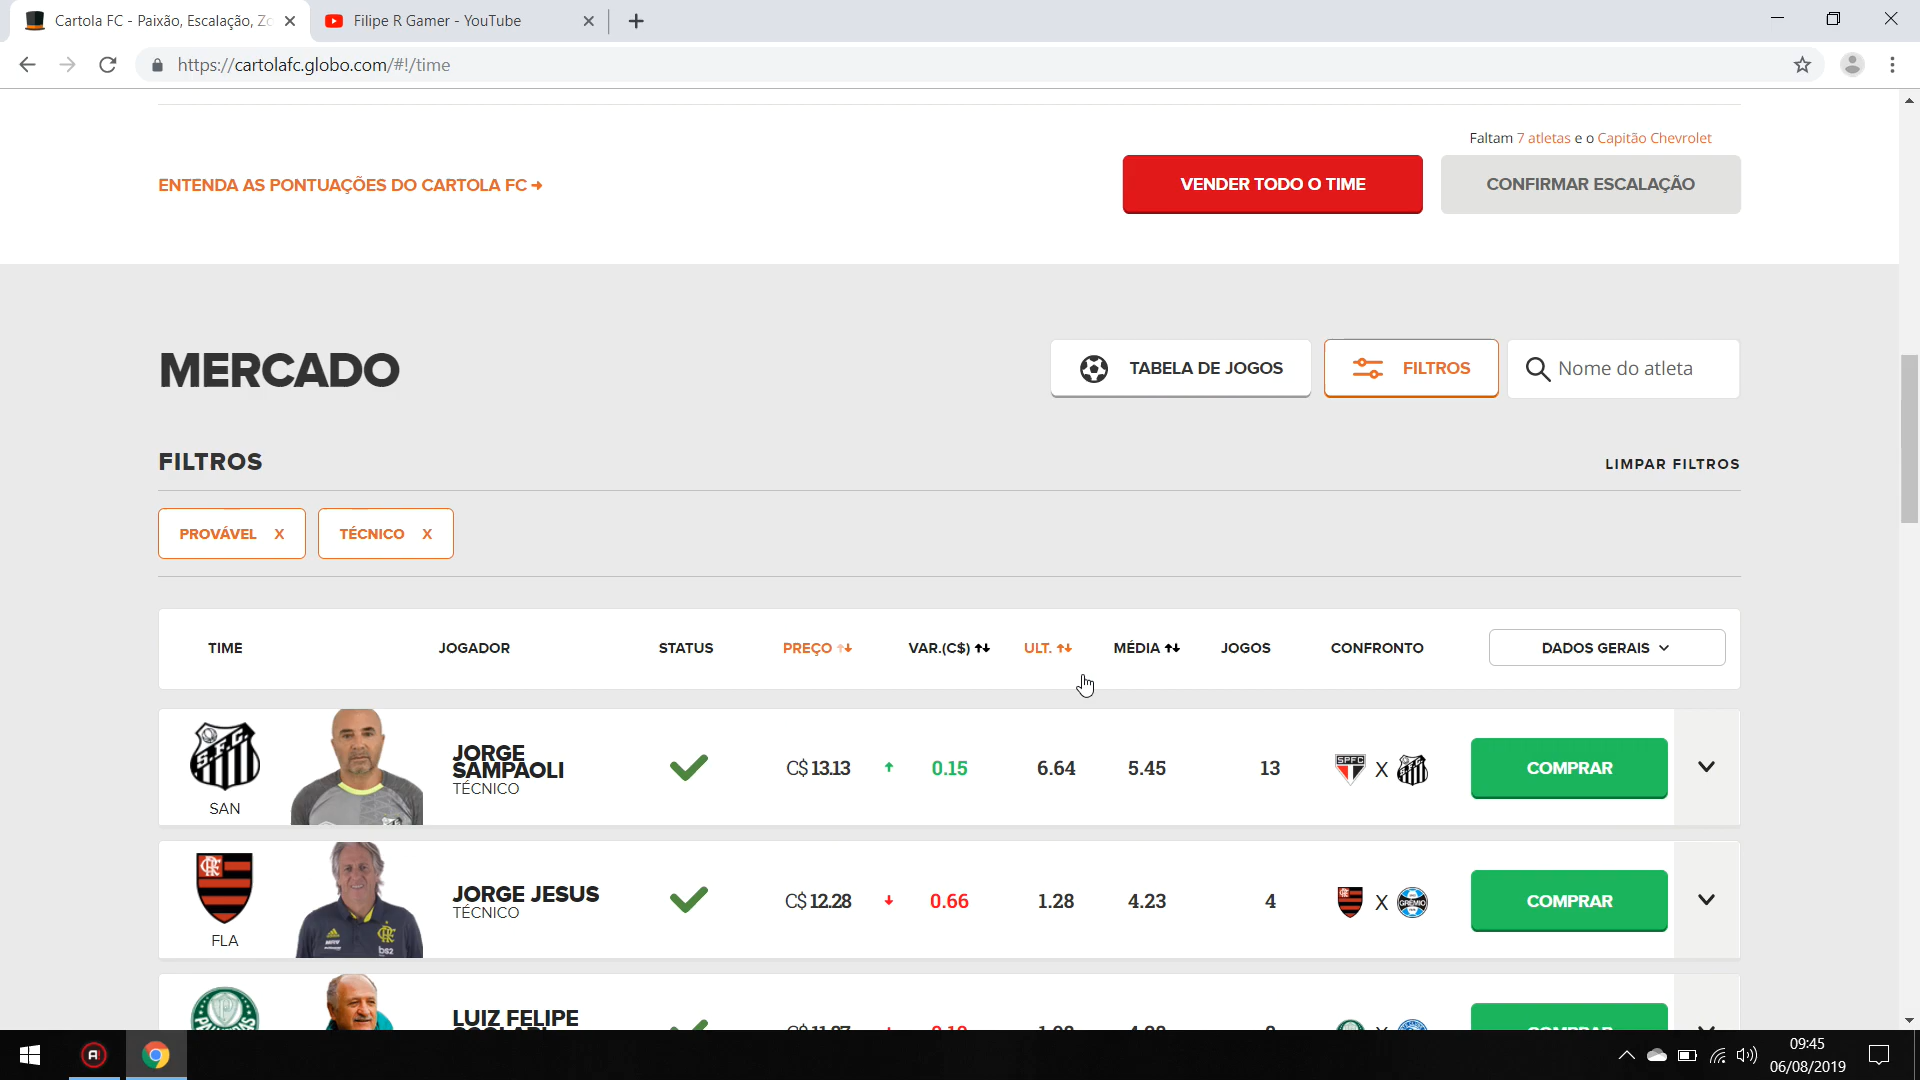 Cartola FC - Paixão, Escalação, Zo
Filipe R Gamer - YouTube
https://cartolafc.globo.com/#!/time
Faltam 7 atletas e o Capitão Chevrolet
ENTENDA AS PONTUAÇÕES DO CARTOLA FC
VENDER TODO O TIME
CONFIRMAR ESCALAÇÃO
MERCADO
TABELA DE JOGOS
FILTROS
Nome do atleta
FILTROS
LIMPAR FILTROS
PROVÁVEL X
TÉCNICO X
TIME JOGADOR STATUS PREÇO VAR.(C$) ULT. MÉDIA JOGOS CONFRONTO DADOS GERAIS
SAN
JORGE
SAMPAOLI
TÉCNICO
C$ 13.13 0.15 6.64 5.45 13 SPFC X COMPRAR
FLA
JORGE JESUS
TÉCNICO
C$ 12.28 0.66 1.28 4.23 4 X GRÊMIO COMPRAR
LUIZ FELIPE
09:45
06/08/2019